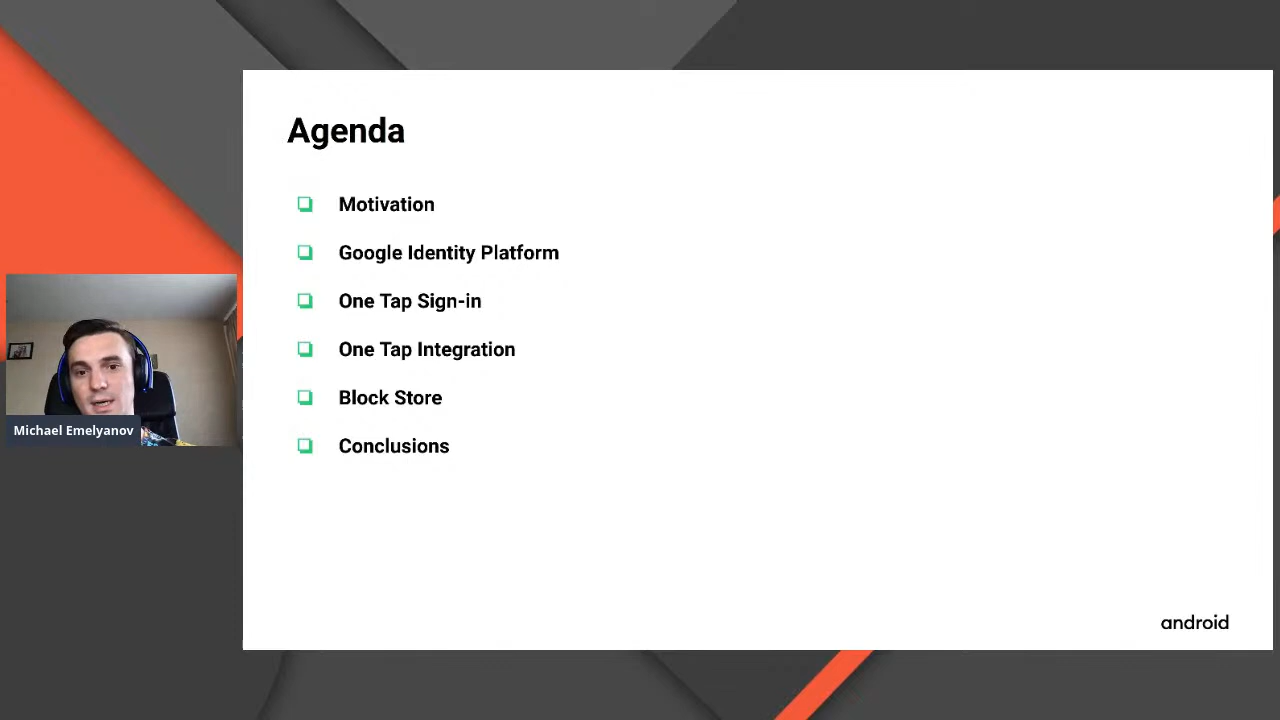 Agenda
Motivation
Google Identity Platform
One Tap Sign-in
One Tap Integration
Block Store
Conclusions
Michael Emelyanov
android